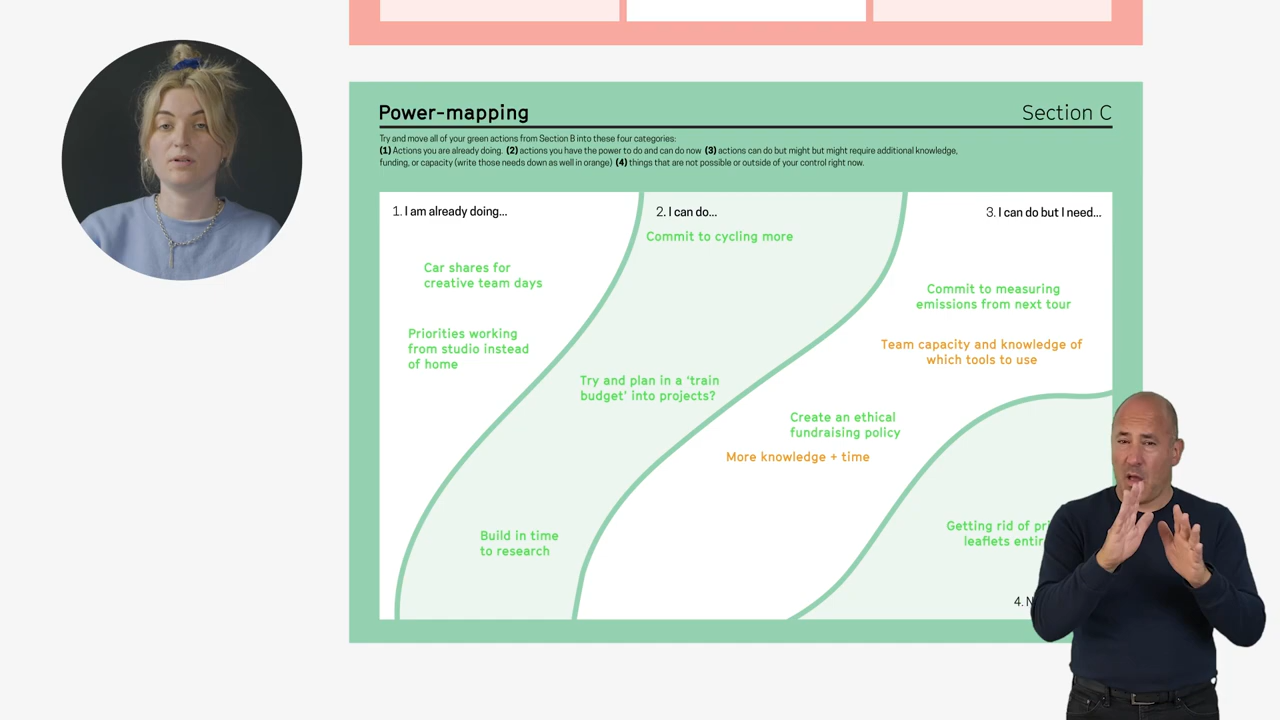 Power-mapping
Section C
Try and move all of your green actions from Section B into these four categories:
(1) Actions you are already doing. (2) actions you have the power to do and can do now (3) actions can do but might but might require additional knowledge,
funding, or capacity (write those needs down as well in orange) (4) things that are not possible or outside of your control right now.
1. I am already doing...
2. I can do...
3. I can do but I need...
Commit to cycling more
Car shares for
creative team days
Commit to measuring
emissions from next tour
Priorities working
from studio instead
of home
Team capacity and knowledge of
which tools to use
Try and plan in a ‘train
budget’ into projects?
Create an ethical
fundraising policy
More knowledge + time
Build in time
to research
Getting rid of
leaflets
4.